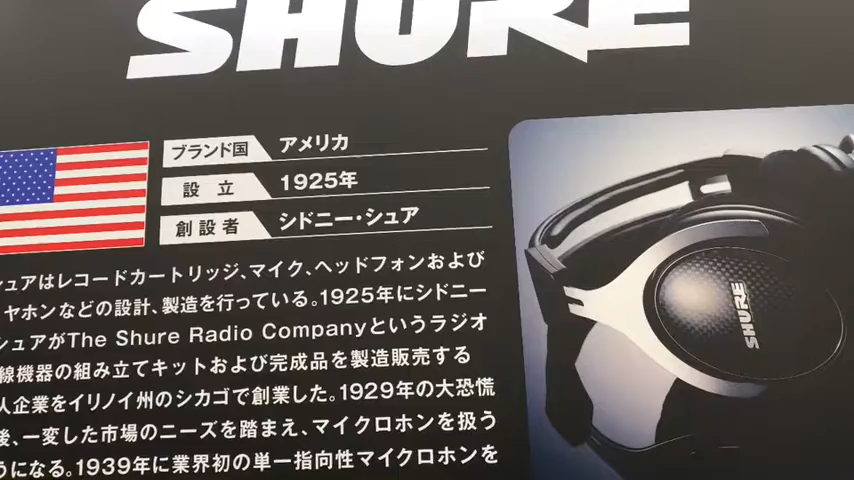 SHURE
ブランド国 アメリカ
設立 1925年
創設者 シドニー・シュア
シュアはレコードカートリッジ、マイク、ヘッドフォンおよび
ヤホンなどの設計、製造を行っている。1925年にシドニー
シュアがThe Shure Radio Companyというラジオ
線機器の組み立てキットおよび完成品を製造販売する
人企業をイリノイ州のシカゴで創業した。1929年の大恐慌
後、一変した市場のニーズを踏まえ、マイクロホンを扱う
うになる。1939年に業界初の単一指向性マイクロホンを
SHURE